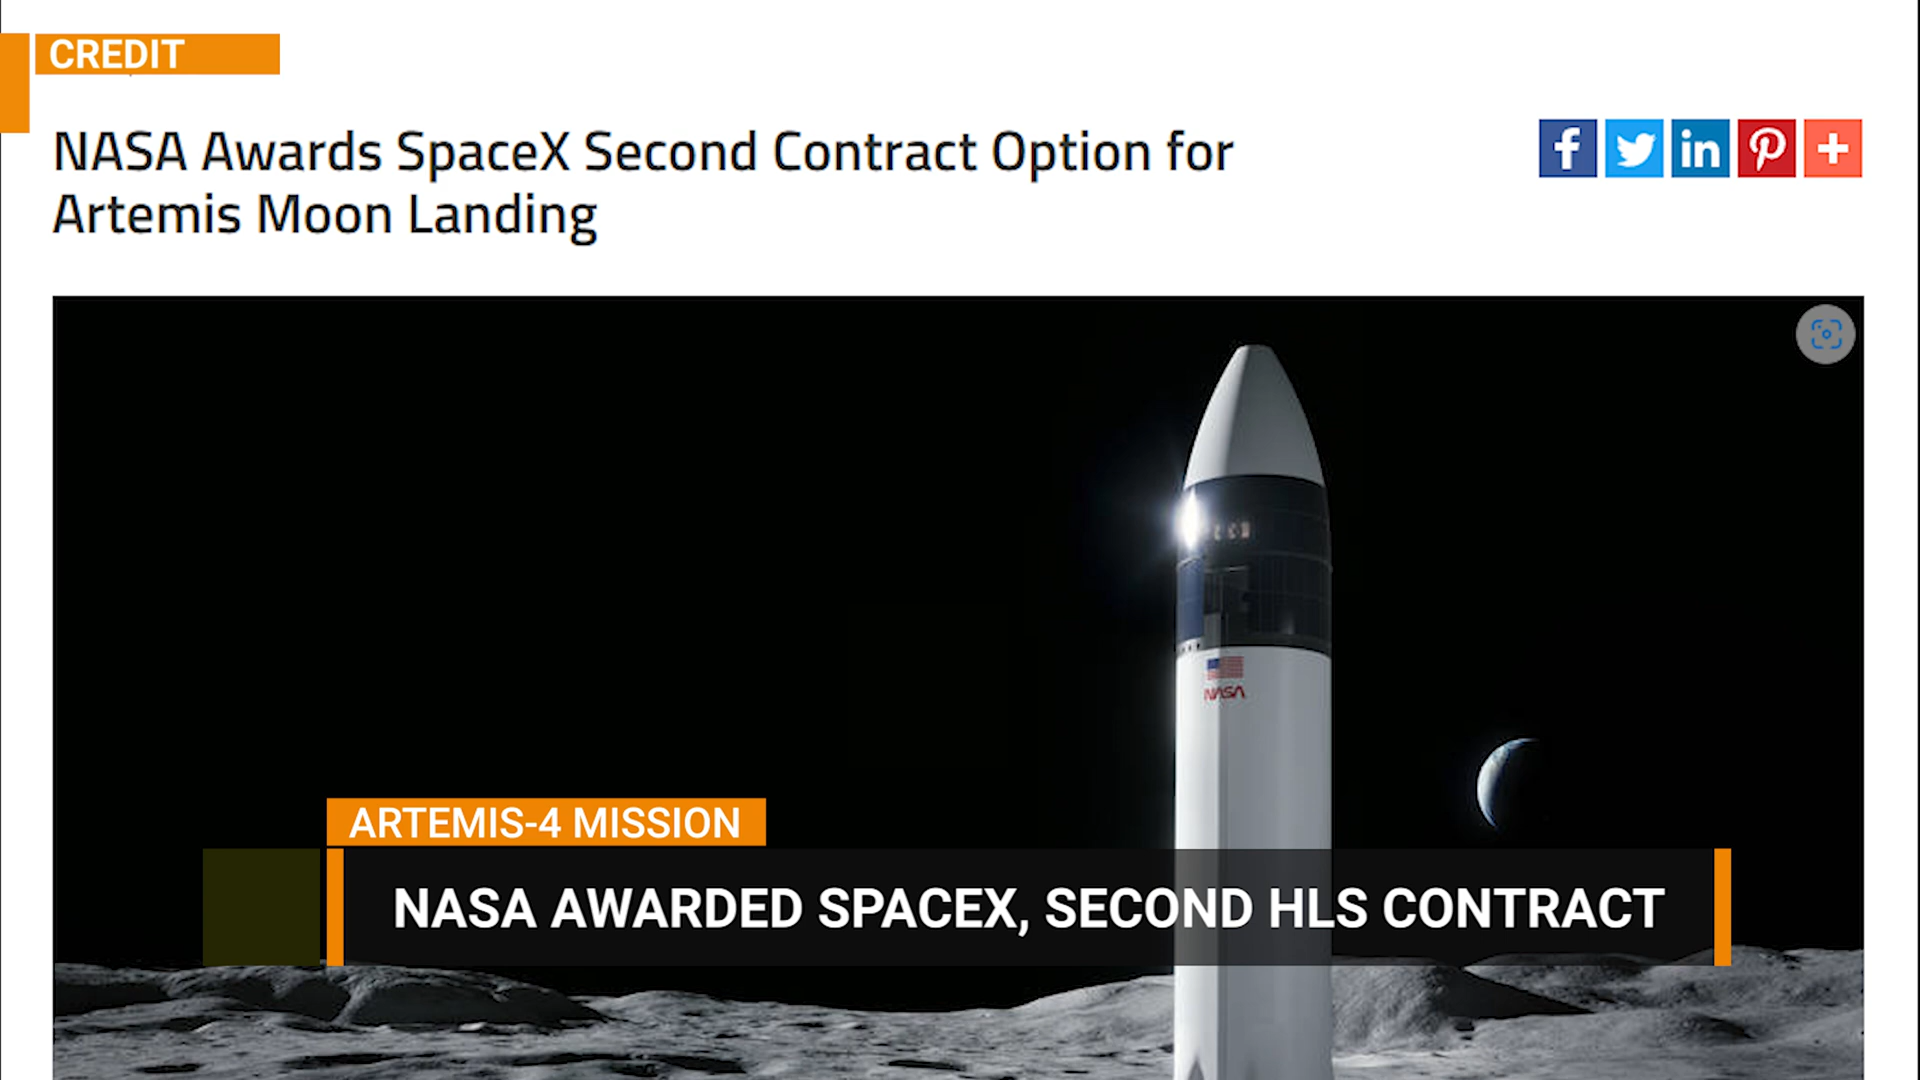 CREDIT
NASA Awards SpaceX Second Contract Option for
Artemis Moon Landing
NASA
ARTEMIS-4 MISSION
NASA AWARDED SPACEX, SECOND HLS CONTRACT